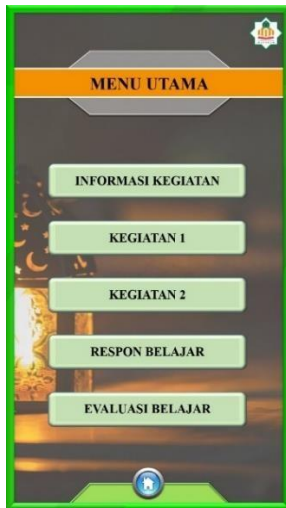 MENU UTAMA
INFORMASI KEGIATAN
KEGIATAN 1
KEGIATAN 2
RESPON BELAJAR
EVALUASI BELAJAR